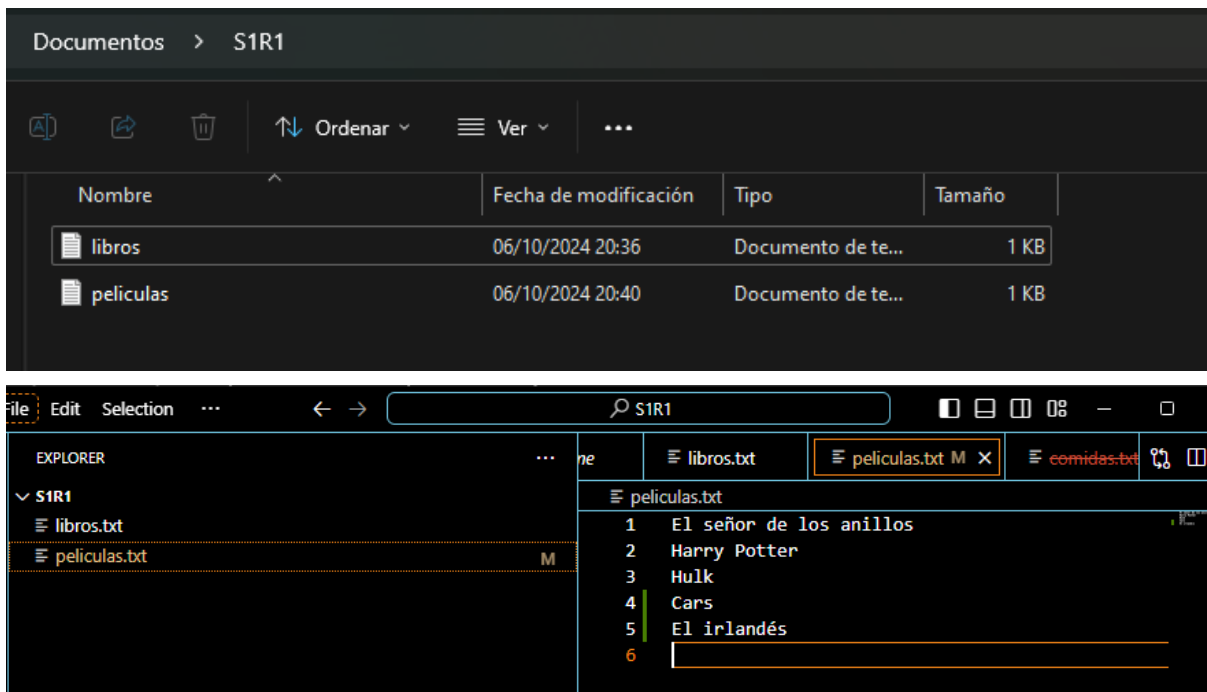 Documentos > S1R1
Ordenar Ver ...
Nombre Fecha de modificación Tipo Tamaño
libros 06/10/2024 20:36 Documento de te... 1 KB
peliculas 06/10/2024 20:40 Documento de te... 1 KB
File Edit Selection ... S1R1
EXPLORER ... me libros.txt peliculas.txt M comidas.txt
S1R1 peliculas.txt
libros.txt 1 El señor de los anillos
peliculas.txt M 2 Harry Potter
3 Hulk
4 Cars
5 El irlandés
6